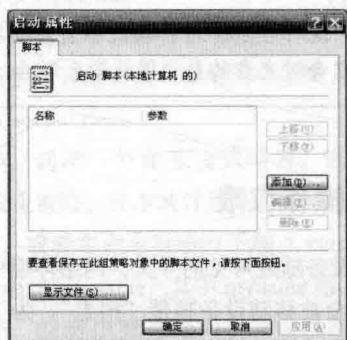 启动 属性
脚本
启动 脚本(本地计算机 的)
名称 参数
上移(U)
下移(D)
添加(D)...
编辑(E)
删除(R)
要查看保存在此组策略对象中的脚本文件，请按下面按钮。
显示文件(S)...
确定 取消 应用(A)